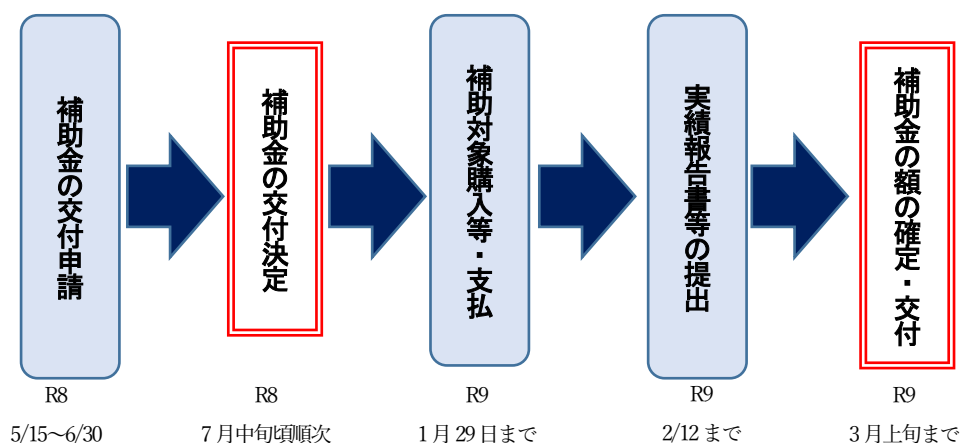 補助金の交付申請
補助金の交付決定
補助対象購入等・支払
実績報告書等の提出
補助金の額の確定・交付
R8
R8
R9
R9
R9
5/15～6/30
7月中旬頃順次
1月29日まで
2/12まで
3月上旬まで